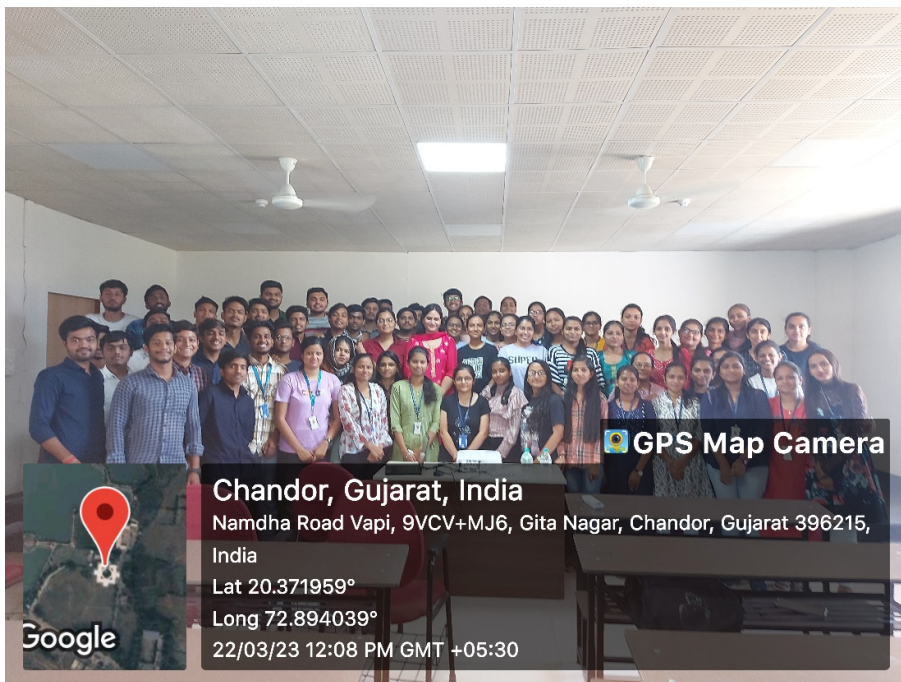 SUPER
GPS Map Camera
Chandor, Gujarat, India
Namdha Road Vapi, 9VCV+MJ6, Gita Nagar, Chandor, Gujarat 396215,
India
Lat 20.371959°
Long 72.894039°
22/03/23 12:08 PM GMT +05:30
Google